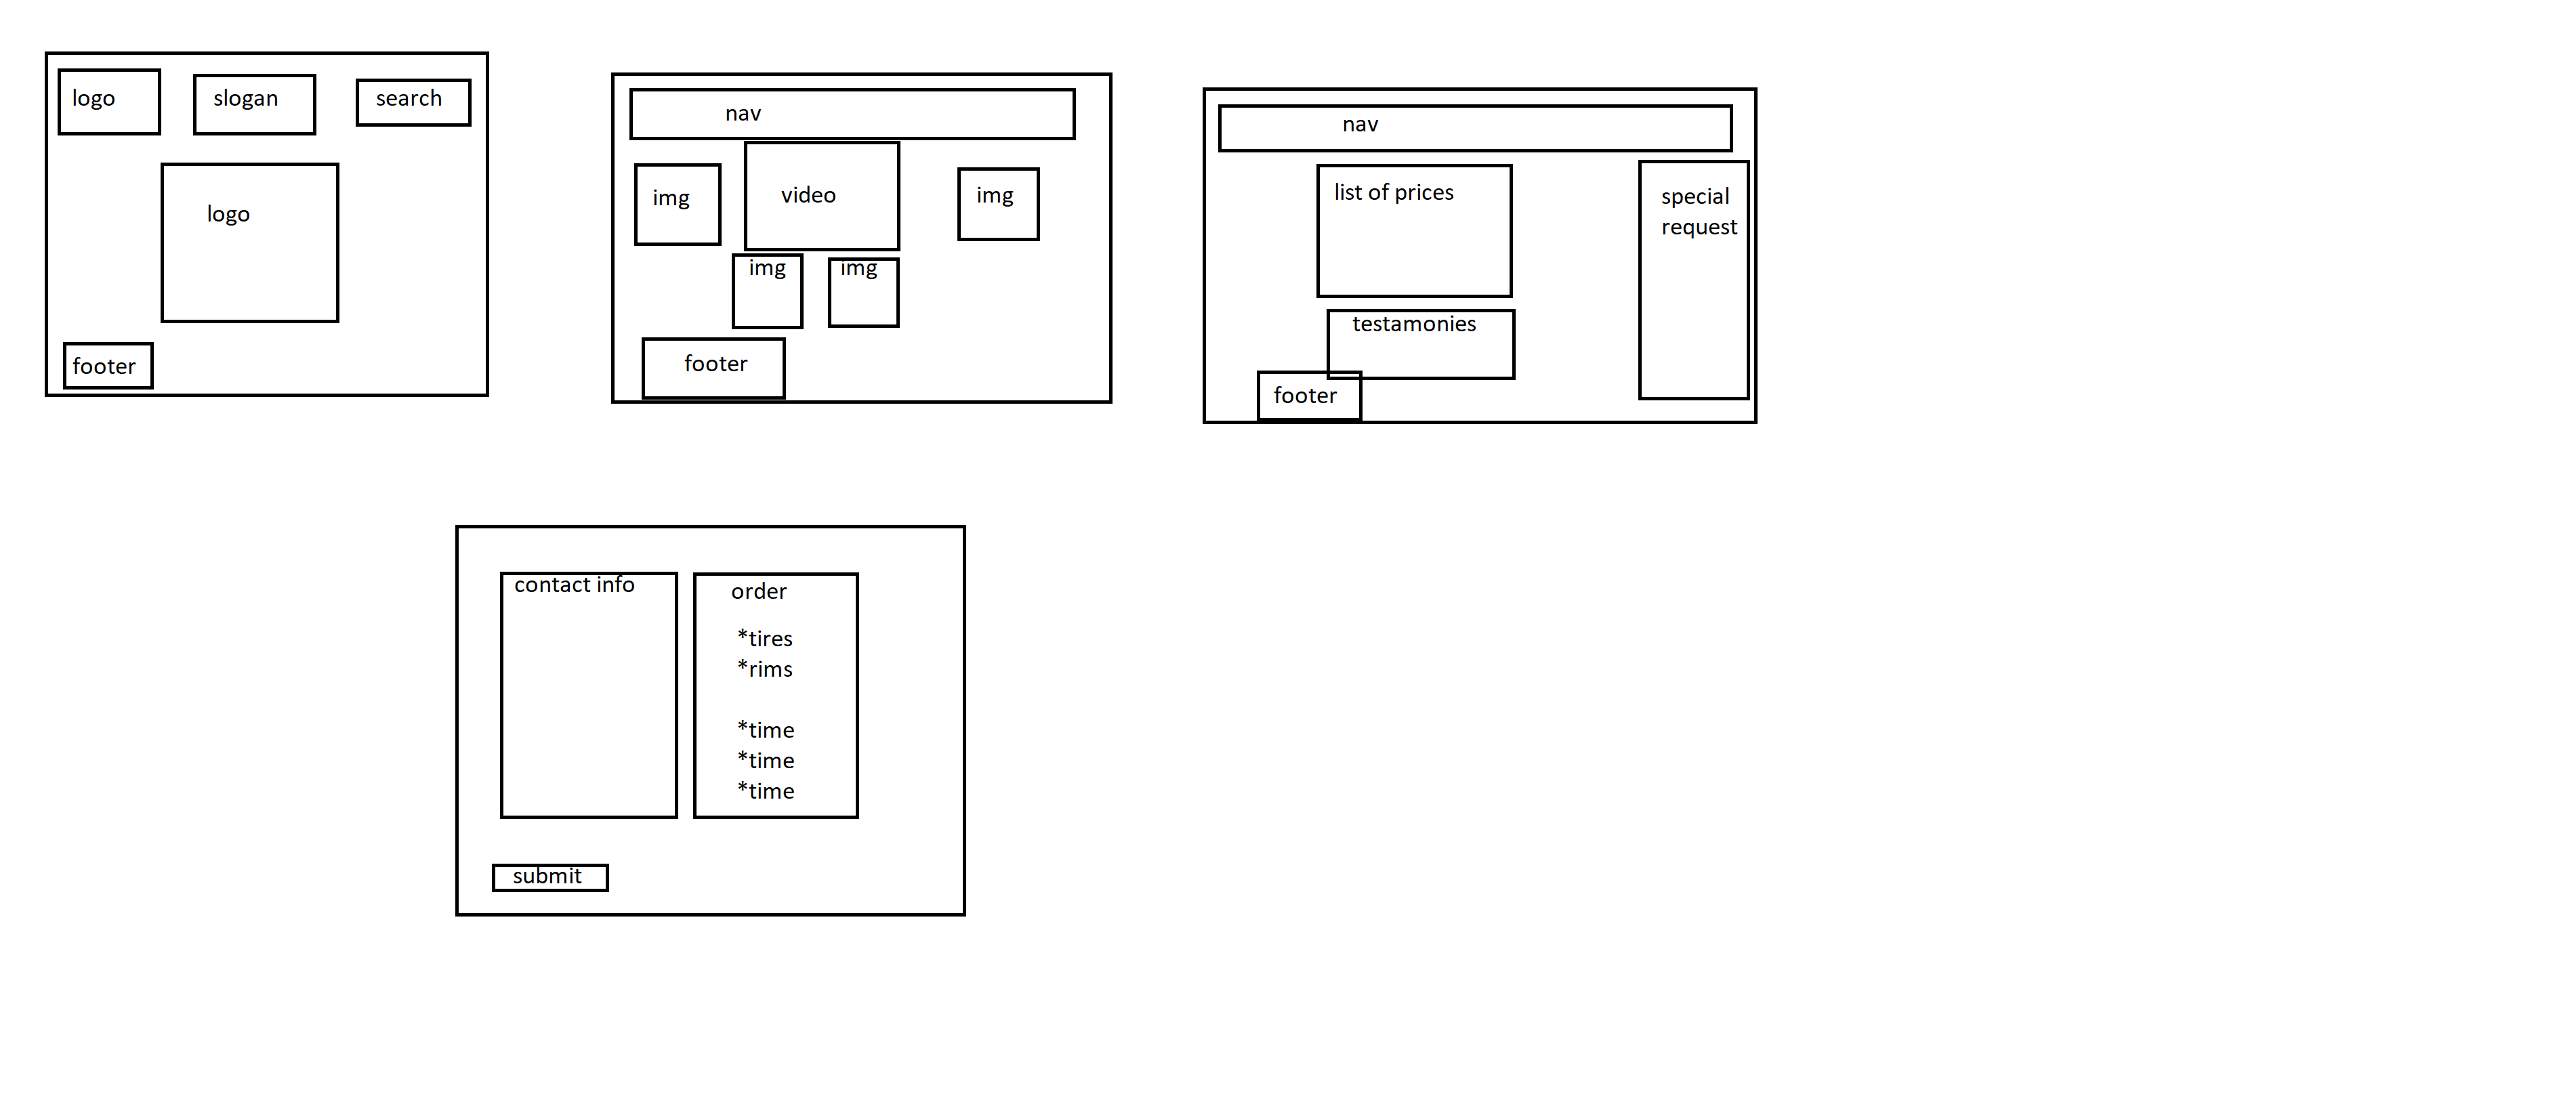 logo
slogan
search
logo
footer
nav
img
video
img
img
img
footer
nav
list of prices
special
request
testamonies
footer
contact info
order
*tires
*rims
*time
*time
*time
submit